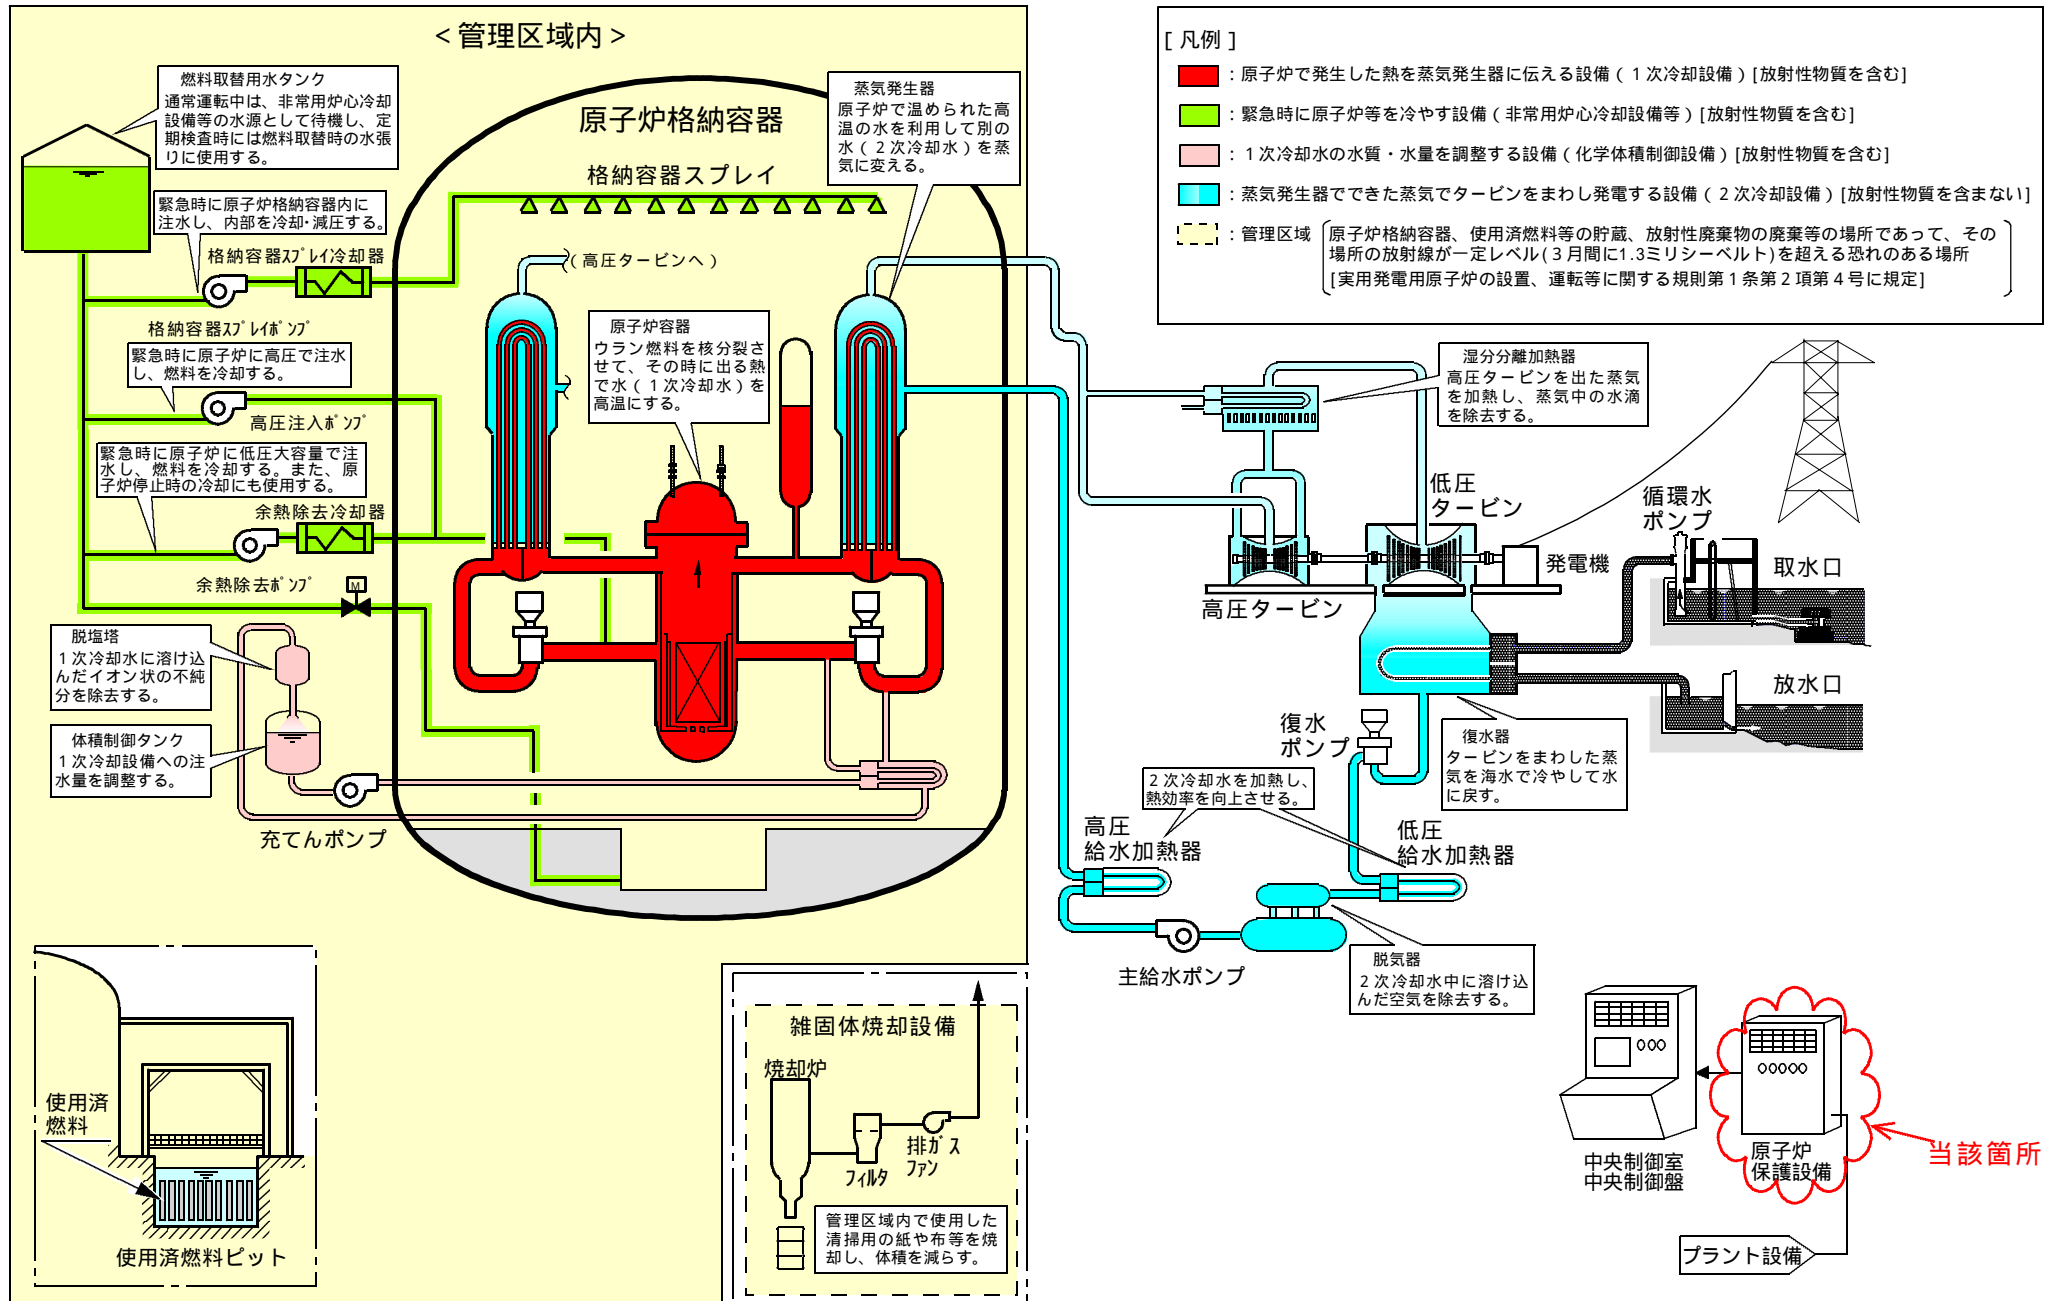 ＜管理区域内＞
燃料取替用水タンク
通常運転中は、非常用炉心冷却
設備等の水源として待機し、定
期検査時には燃料取替時の水張
りに使用する。
緊急時に原子炉格納容器内に
注水し、内部を冷却･減圧する。
格納容器ｽﾌﾟﾚｲ冷却器
格納容器ｽﾌﾟﾚｲﾎﾟﾝﾌﾟ
緊急時に原子炉に高圧で注水
し、燃料を冷却する。
高圧注入ﾎﾟﾝﾌﾟ
緊急時に原子炉に低圧大容量で注
水し、燃料を冷却する。また、原
子炉停止時の冷却にも使用する。
余熱除去冷却器
余熱除去ﾎﾟﾝﾌﾟ
M
脱塩塔
１次冷却水に溶け込
んだイオン状の不純
分を除去する。
体積制御タンク
１次冷却設備への注
水量を調整する。
充てんポンプ
原子炉格納容器
格納容器スプレイ
蒸気発生器
原子炉で温められた高
温の水を利用して別の
水（２次冷却水）を蒸
気に変える。
（高圧タービンへ）
原子炉容器
ウラン燃料を核分裂さ
せて、その時に出る熱
で水（１次冷却水）を
高温にする。
[ 凡例 ]
：原子炉で発生した熱を蒸気発生器に伝える設備（１次冷却設備）[放射性物質を含む]
：緊急時に原子炉等を冷やす設備（非常用炉心冷却設備等）[放射性物質を含む]
：１次冷却水の水質・水量を調整する設備（化学体積制御設備）[放射性物質を含む]
：蒸気発生器でできた蒸気でタービンをまわし発電する設備（２次冷却設備）[放射性物質を含まない]
：管理区域
原子炉格納容器、使用済燃料等の貯蔵、放射性廃棄物の廃棄等の場所であって、その
場所の放射線が一定レベル(３月間に1.3ミリシーベルト)を超える恐れのある場所
[実用発電用原子炉の設置、運転等に関する規則第１条第２項第４号に規定]
湿分分離加熱器
高圧タービンを出た蒸気
を加熱し、蒸気中の水滴
を除去する。
低圧
タービン
高圧タービン
発電機
循環水
ポンプ
取水口
放水口
復水
ポンプ
復水器
タービンをまわした蒸
気を海水で冷やして水
に戻す。
２次冷却水を加熱し、
熱効率を向上させる。
高圧
給水加熱器
低圧
給水加熱器
主給水ポンプ
脱気器
２次冷却水中に溶け込
んだ空気を除去する。
使用済
燃料
使用済燃料ピット
雑固体焼却設備
焼却炉
フィルタ
排ｶﾞｽ
ﾌｧﾝ
管理区域内で使用した
清掃用の紙や布等を焼
却し、体積を減らす。
中央制御室
中央制御盤
原子炉
保護設備
当該箇所
プラント設備